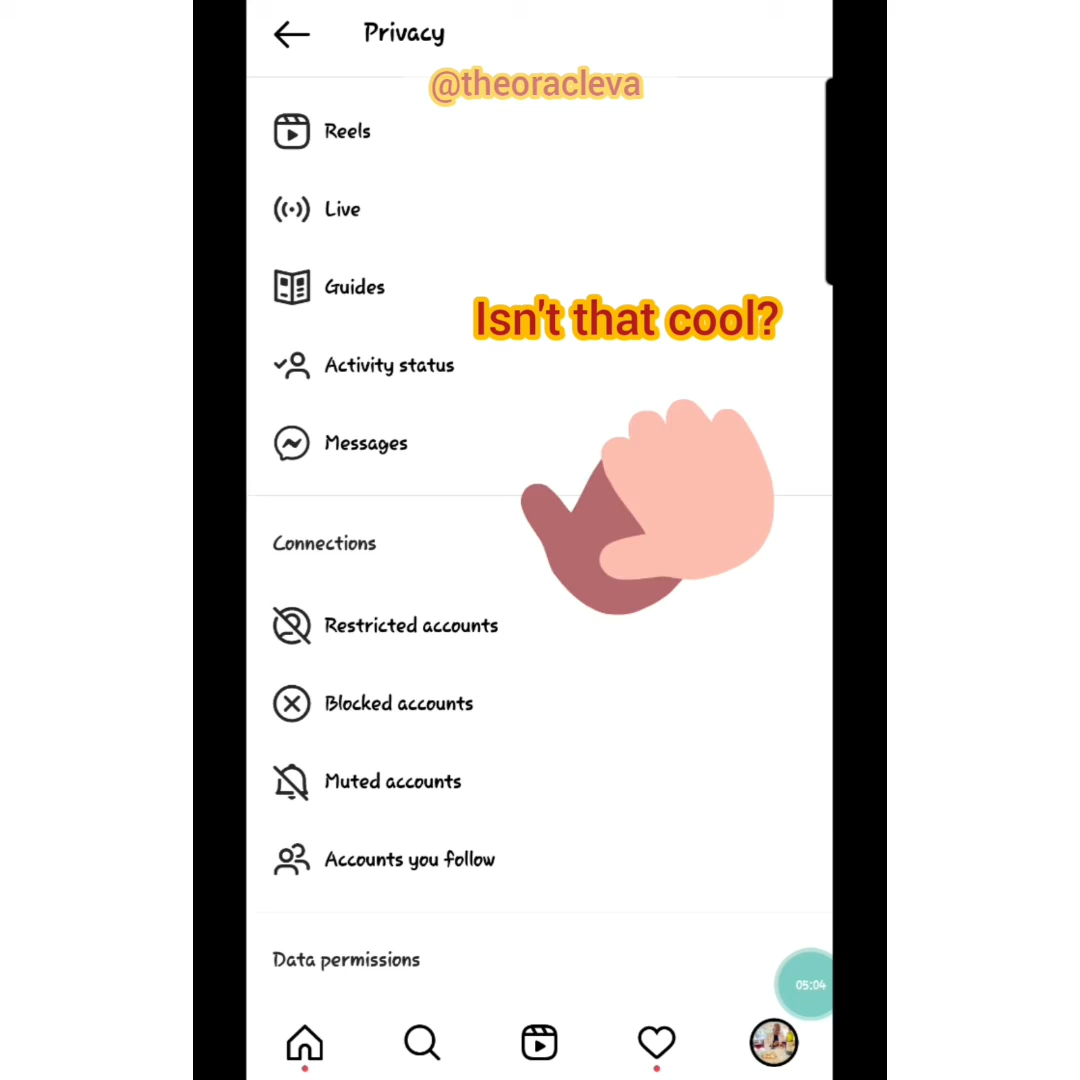 Privacy
@theoracleva
Reels
Live
Guides
Isn't that cool?
Activity status
Messages
Connections
Restricted accounts
Blocked accounts
Muted accounts
Accounts you follow
Data permissions
05:04